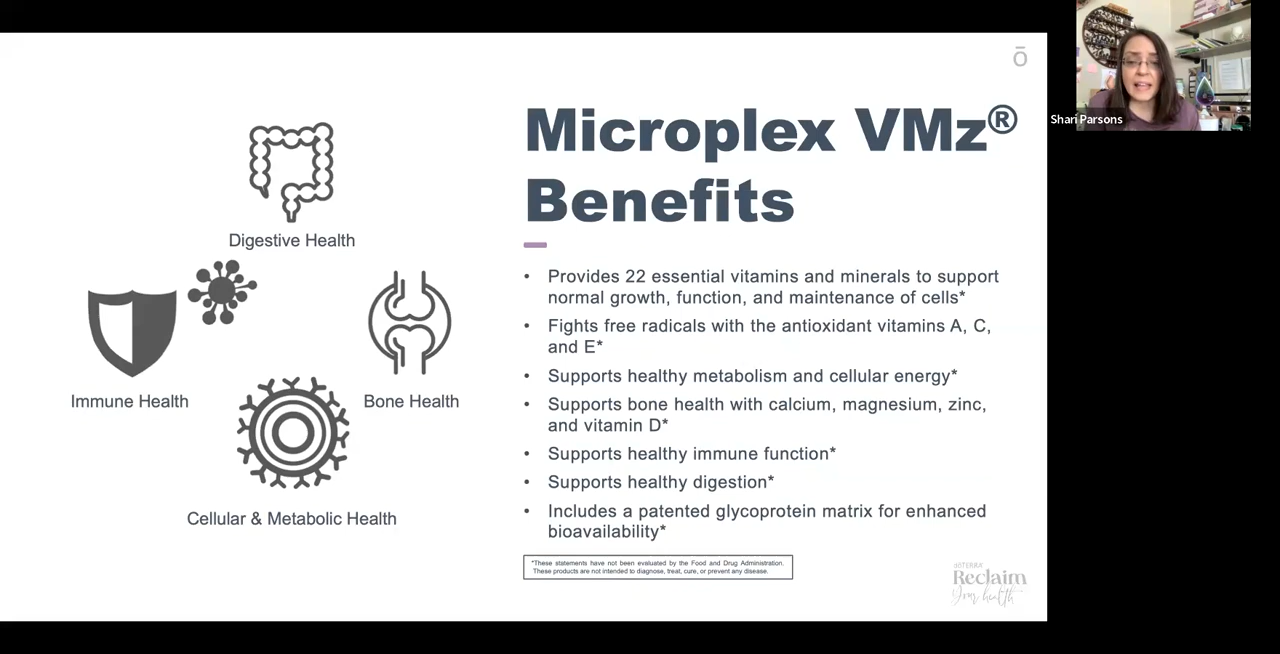 ō
Shari Parsons
Microplex VMz®
Benefits
Digestive Health
Immune Health
Bone Health
Cellular & Metabolic Health
• Provides 22 essential vitamins and minerals to support
normal growth, function, and maintenance of cells*
• Fights free radicals with the antioxidant vitamins A, C,
and E*
• Supports healthy metabolism and cellular energy*
• Supports bone health with calcium, magnesium, zinc,
and vitamin D*
• Supports healthy immune function*
• Supports healthy digestion*
• Includes a patented glycoprotein matrix for enhanced
bioavailability*
*These statements have not been evaluated by the Food and Drug Administration.
These products are not intended to diagnose, treat, cure, or prevent any disease.
dōTERRA
Reclaim
Your health